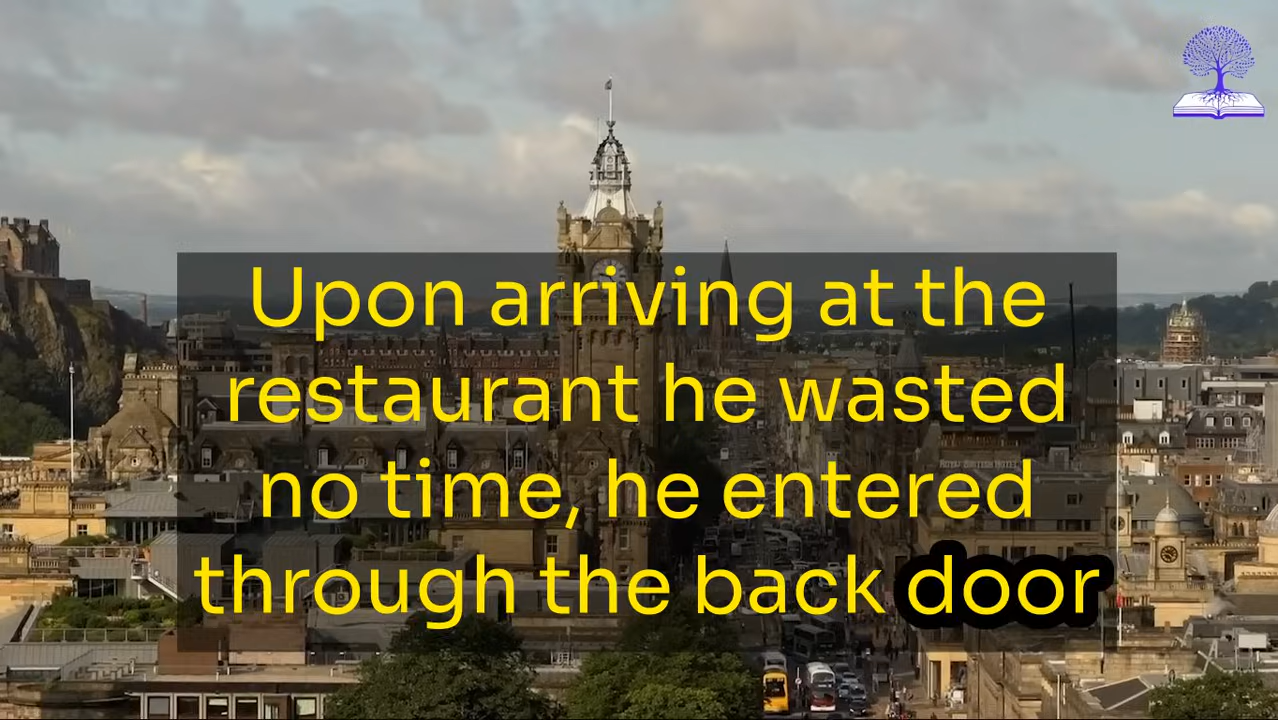 Upon arriving at the
restaurant he wasted
no time, he entered
through the back door